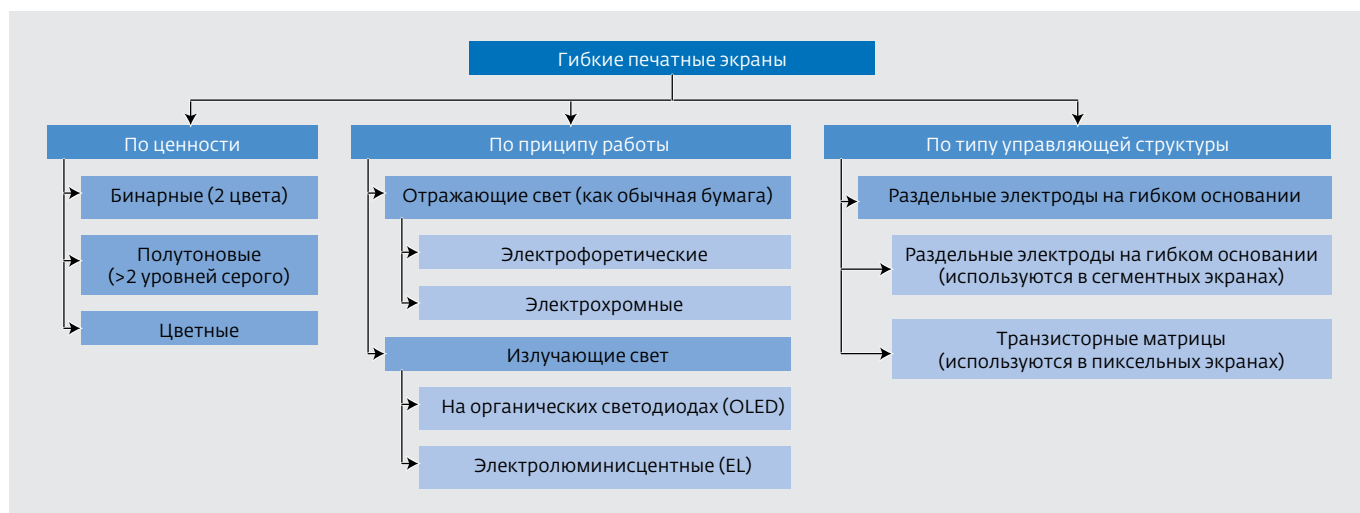 Гибкие печатные экраны
По ценности
Бинарные (2 цвета)
Полутоновые
(>2 уровней серого)
Цветные
По приципу работы
Отражающие свет (как обычная бумага)
Электрофоретические
Электрохромные
Излучающие свет
На органических светодиодах (OLED)
Электролюминисцентные (EL)
По типу управляющей структуры
Раздельные электроды на гибком основании
Раздельные электроды на гибком основании
(используются в сегментных экранах)
Транзисторные матрицы
(используются в пиксельных экранах)